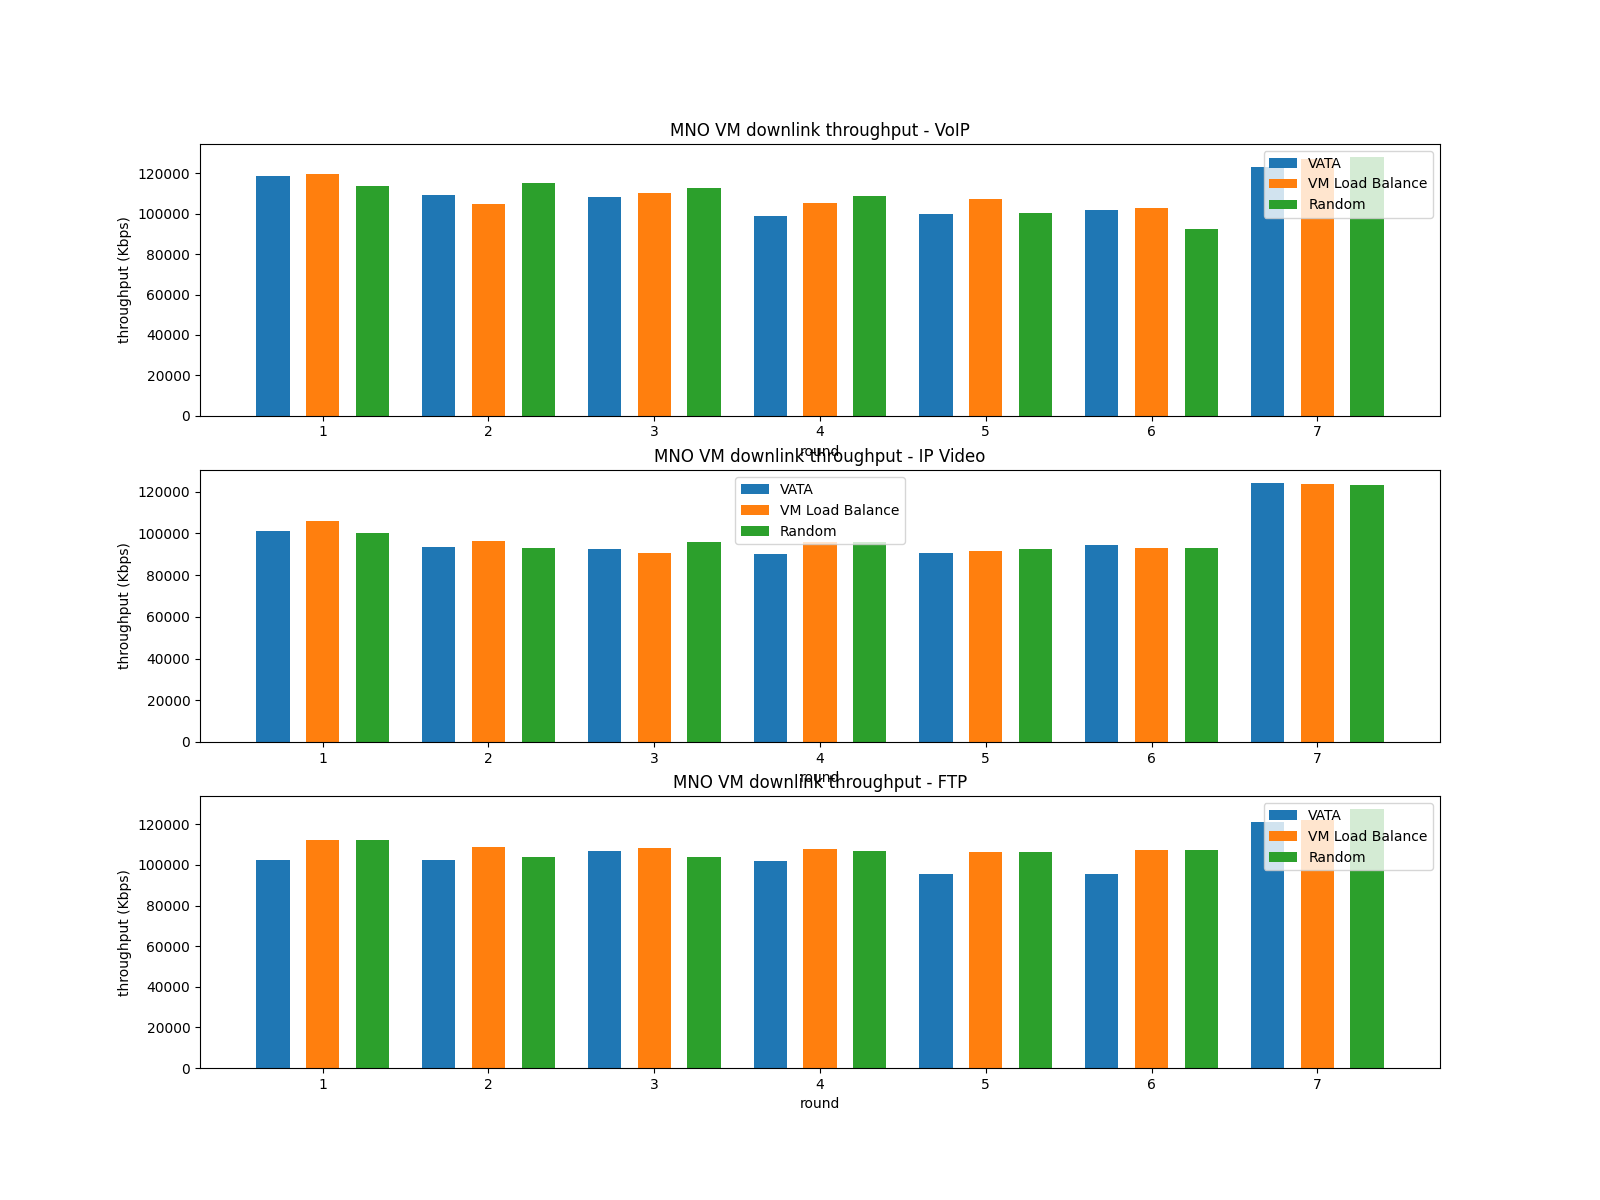 MNO VM downlink throughput - VoIP
throughput (Kbps)
120000
100000
80000
60000
40000
20000
0
VATA
VM Load Balance
Random
1 2 3 4 5 6 7
round
MNO VM downlink throughput - IP Video
throughput (Kbps)
120000
100000
80000
60000
40000
20000
0
VATA
VM Load Balance
Random
1 2 3 4 5 6 7
round
MNO VM downlink throughput - FTP
throughput (Kbps)
120000
100000
80000
60000
40000
20000
0
VATA
VM Load Balance
Random
1 2 3 4 5 6 7
round